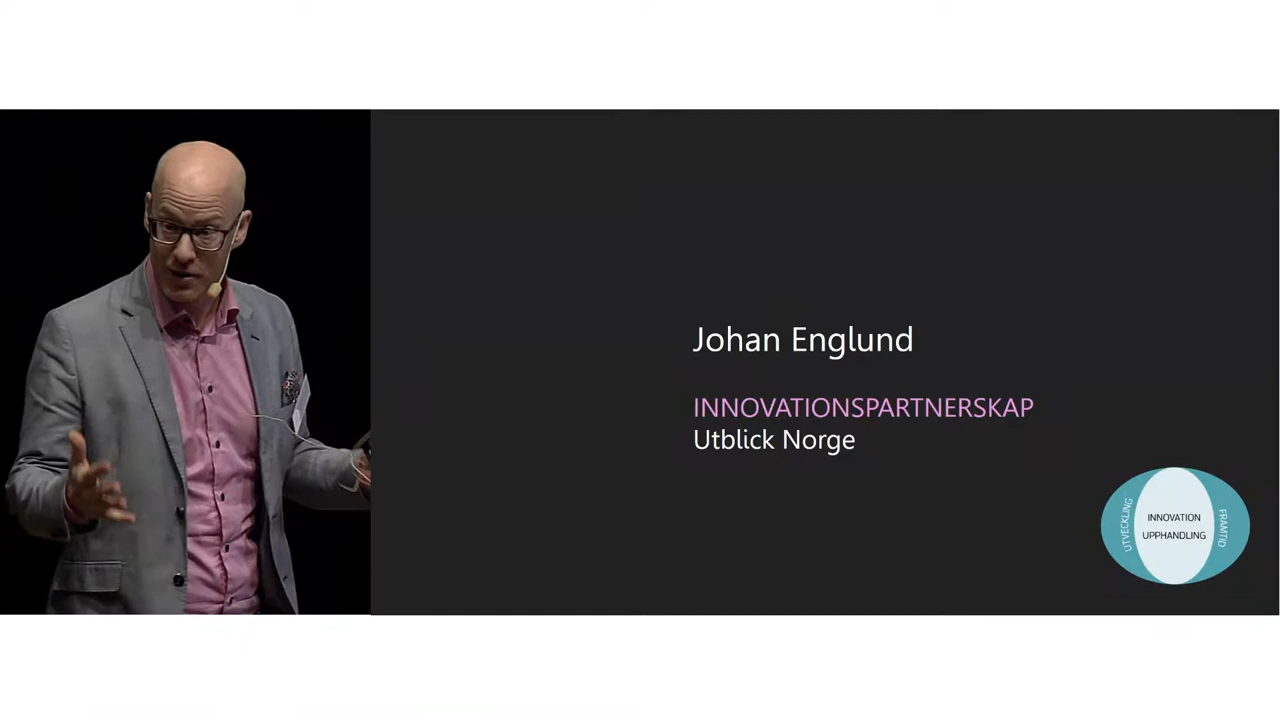 Johan Englund
INNOVATIONSPARTNERSKAP
Utblick Norge
UTVECKLING
INNOVATION
UPPHANDLING
FRAMTID